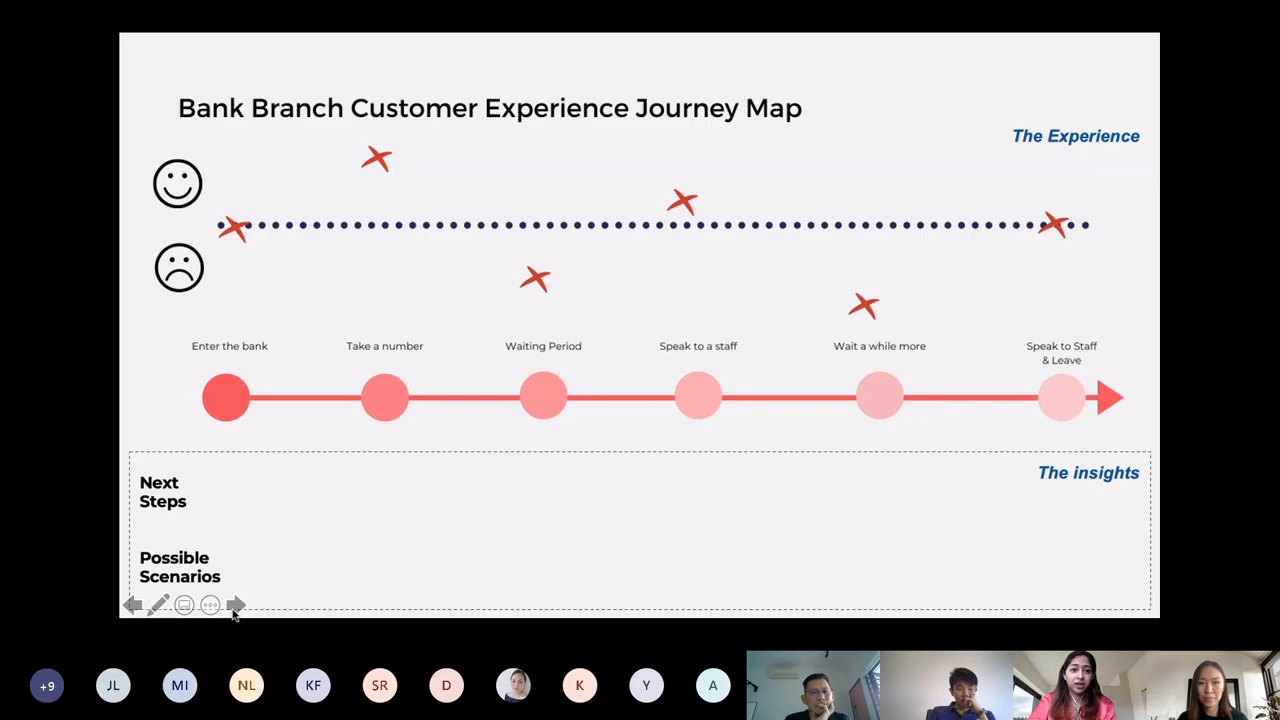 Bank Branch Customer Experience Journey Map
The Experience
Enter the bank
Take a number
Waiting Period
Speak to a staff
Wait a while more
Speak to Staff
& Leave
The insights
Next
Steps
Possible
Scenarios
+9
JL
MI
NL
KF
SR
D
K
Y
A